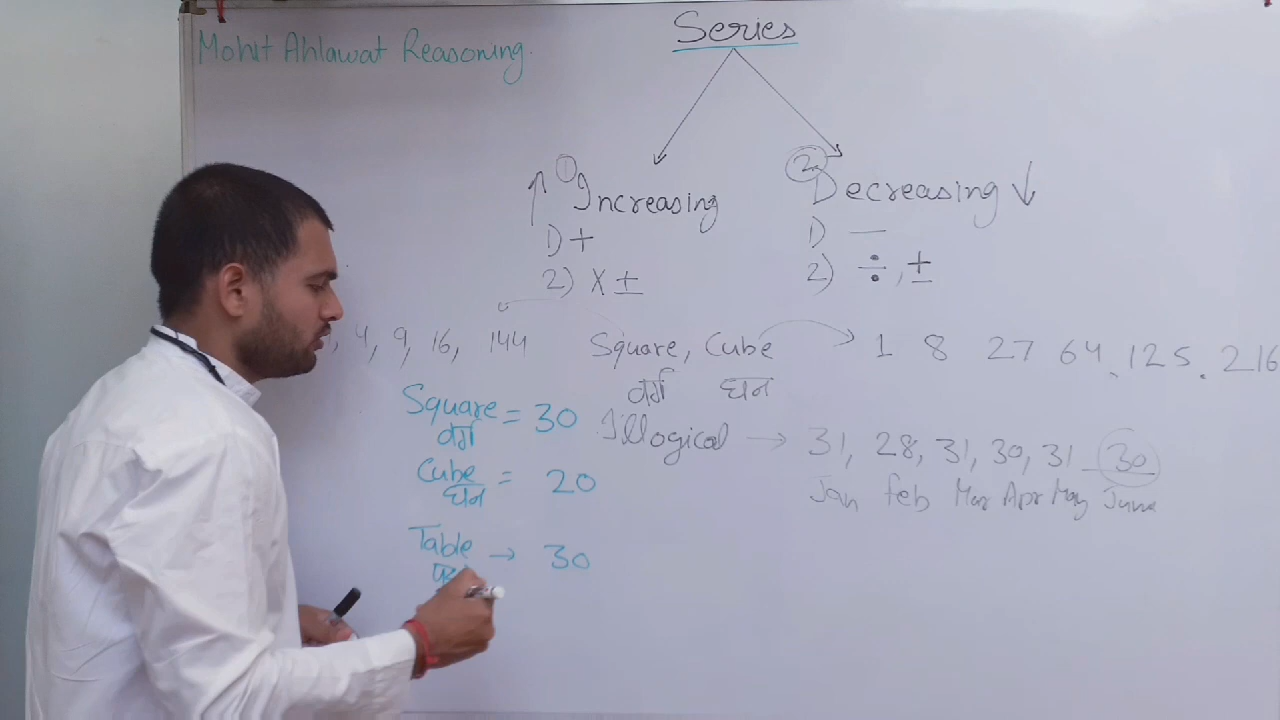 Mohit Ahlawat Reasoning.
Series
↑ ① Increasing
1) +
2) × ±
② Decreasing ↓
1) −
2) ÷, ±
, 4, 9, 16, 144
Square, Cube → 1 8 27 64, 125, 216
वर्ग घन
Square = 30
वर्ग
Cube = 20
घन
Table → 30
Illogical → 31, 28, 31, 30, 31 30
Jan Feb Mar Apr May June